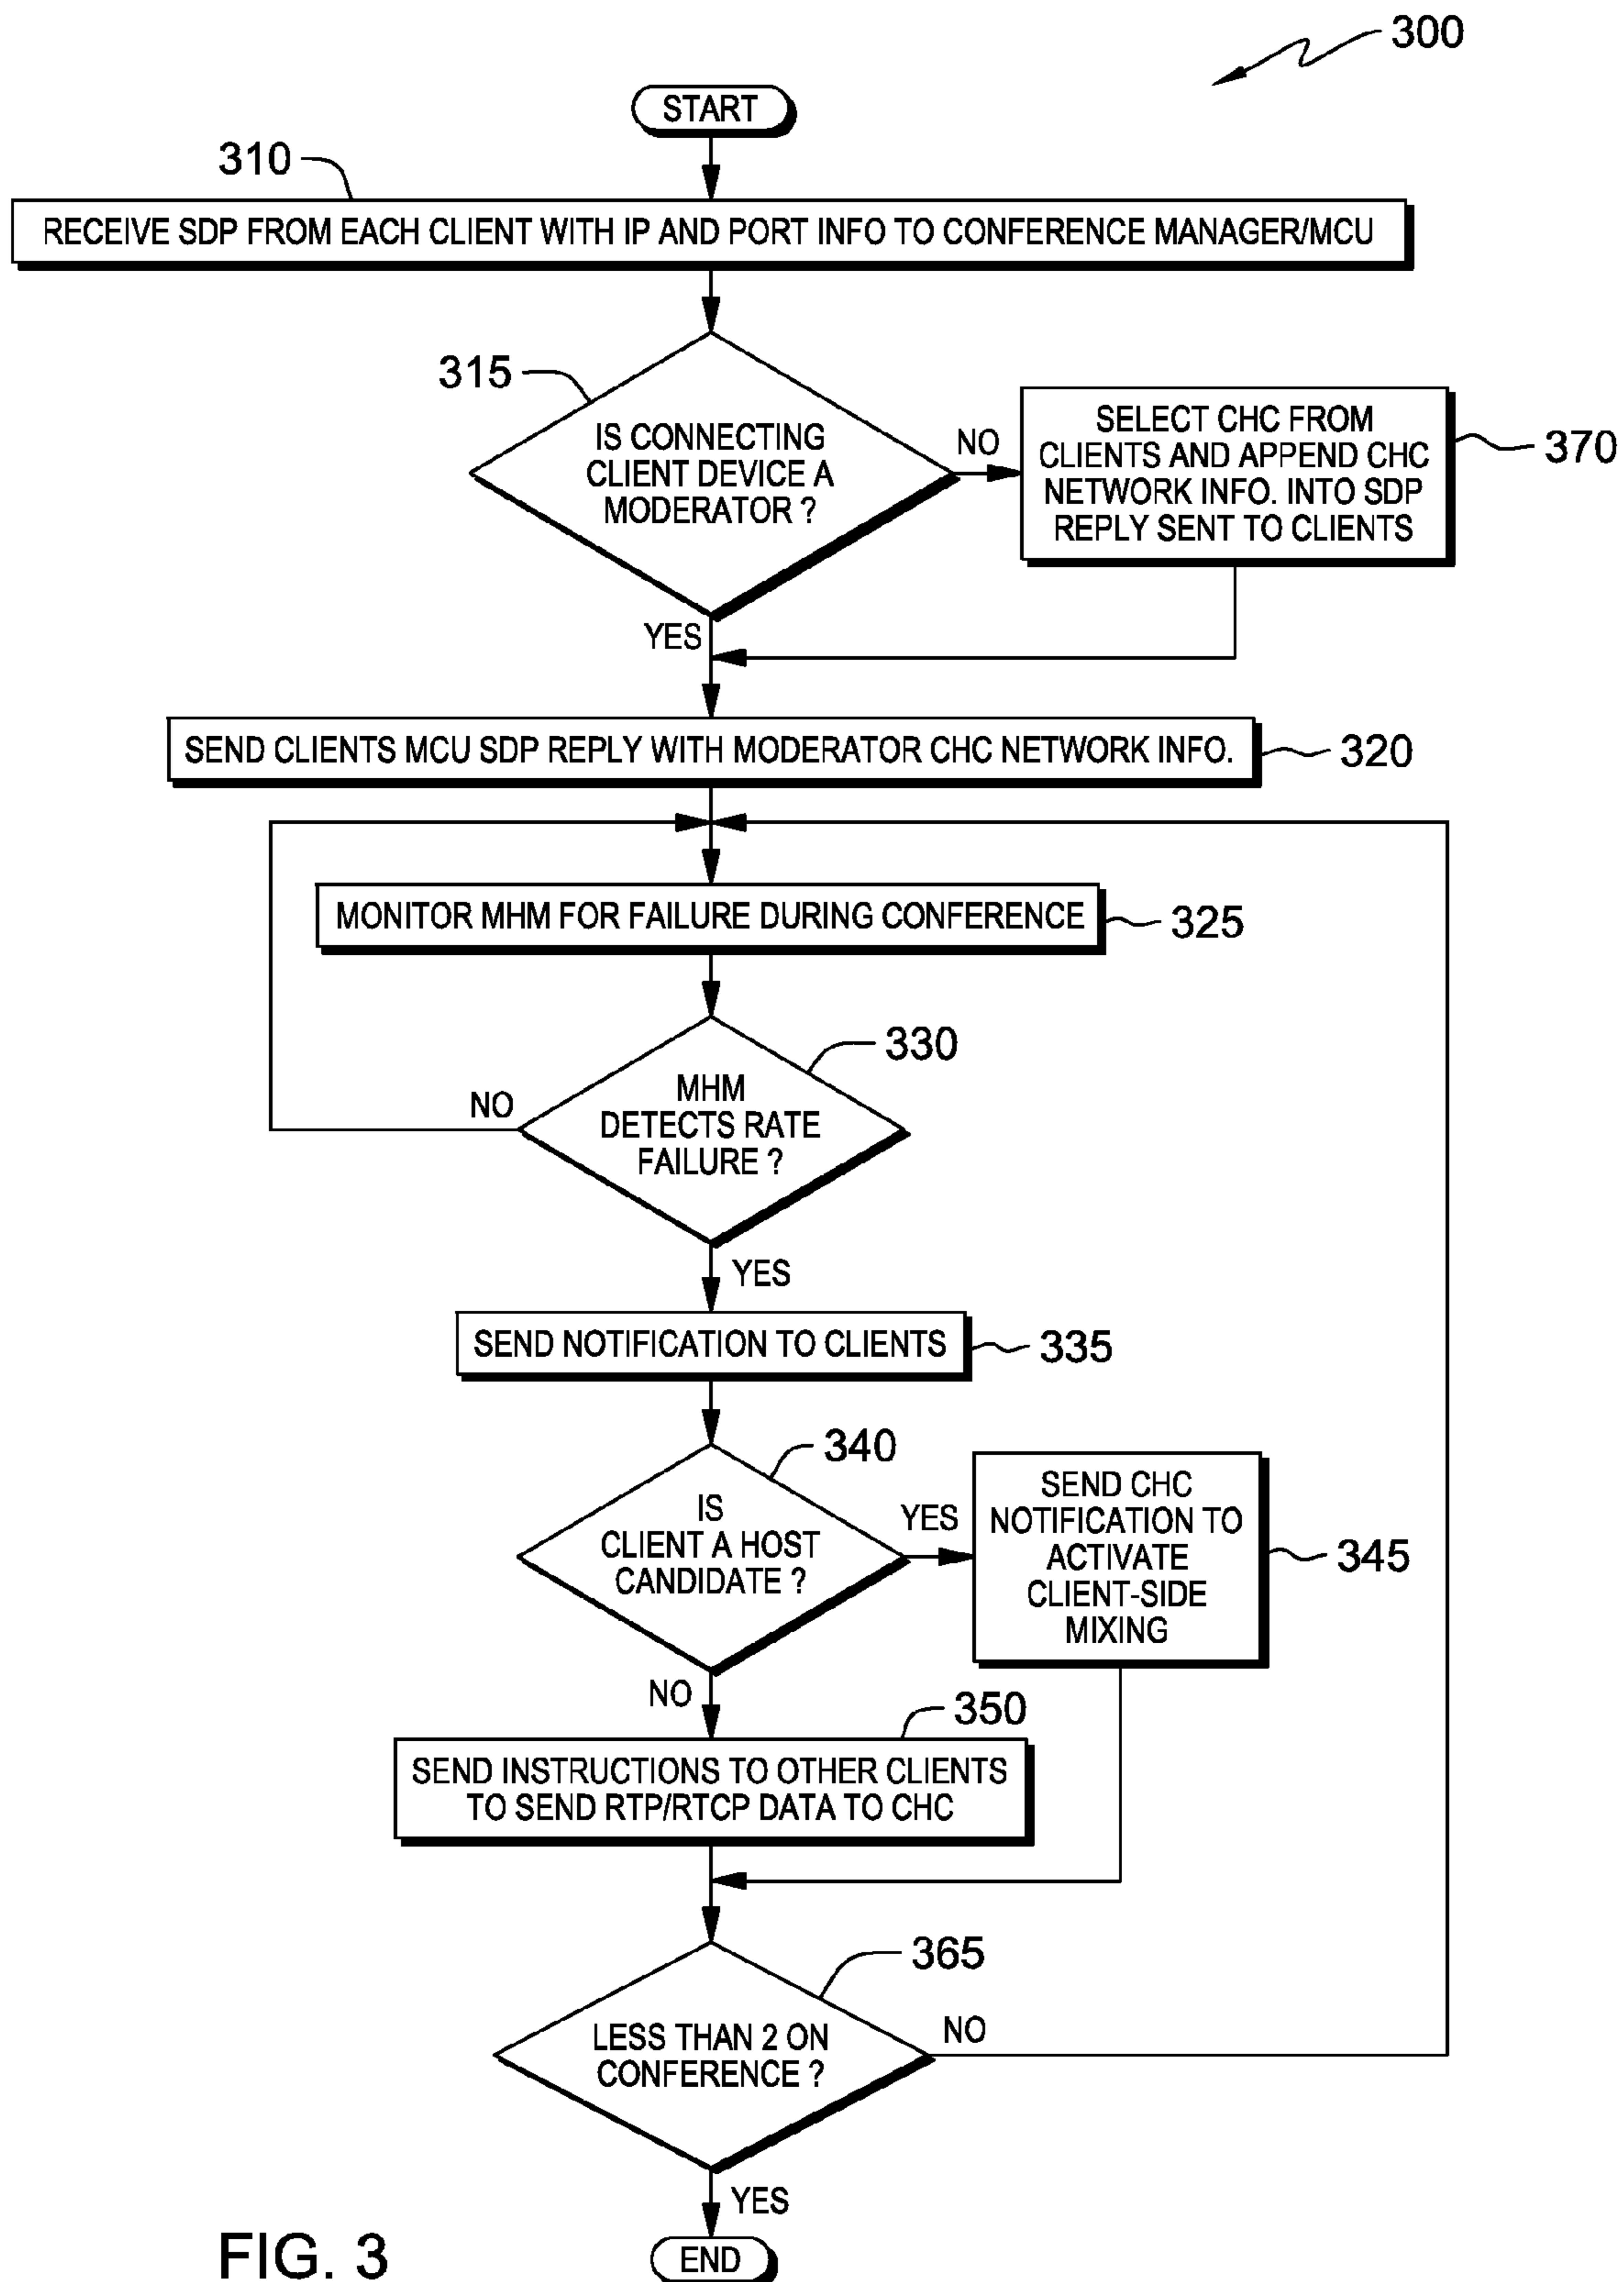 300
START
310
RECEIVE SDP FROM EACH CLIENT WITH IP AND PORT INFO TO CONFERENCE MANAGER/MCU
315
IS CONNECTING
CLIENT DEVICE A
MODERATOR ?
NO
SELECT CHC FROM
CLIENTS AND APPEND CHC
NETWORK INFO. INTO SDP
REPLY SENT TO CLIENTS
370
YES
SEND CLIENTS MCU SDP REPLY WITH MODERATOR CHC NETWORK INFO.
320
MONITOR MHM FOR FAILURE DURING CONFERENCE
325
330
MHM
DETECTS RATE
FAILURE ?
NO
YES
SEND NOTIFICATION TO CLIENTS
335
340
IS
CLIENT A HOST
CANDIDATE ?
YES
SEND CHC
NOTIFICATION TO
ACTIVATE
CLIENT-SIDE
MIXING
345
NO
350
SEND INSTRUCTIONS TO OTHER CLIENTS
TO SEND RTP/RTCP DATA TO CHC
365
LESS THAN 2 ON
CONFERENCE ?
NO
YES
END
FIG. 3